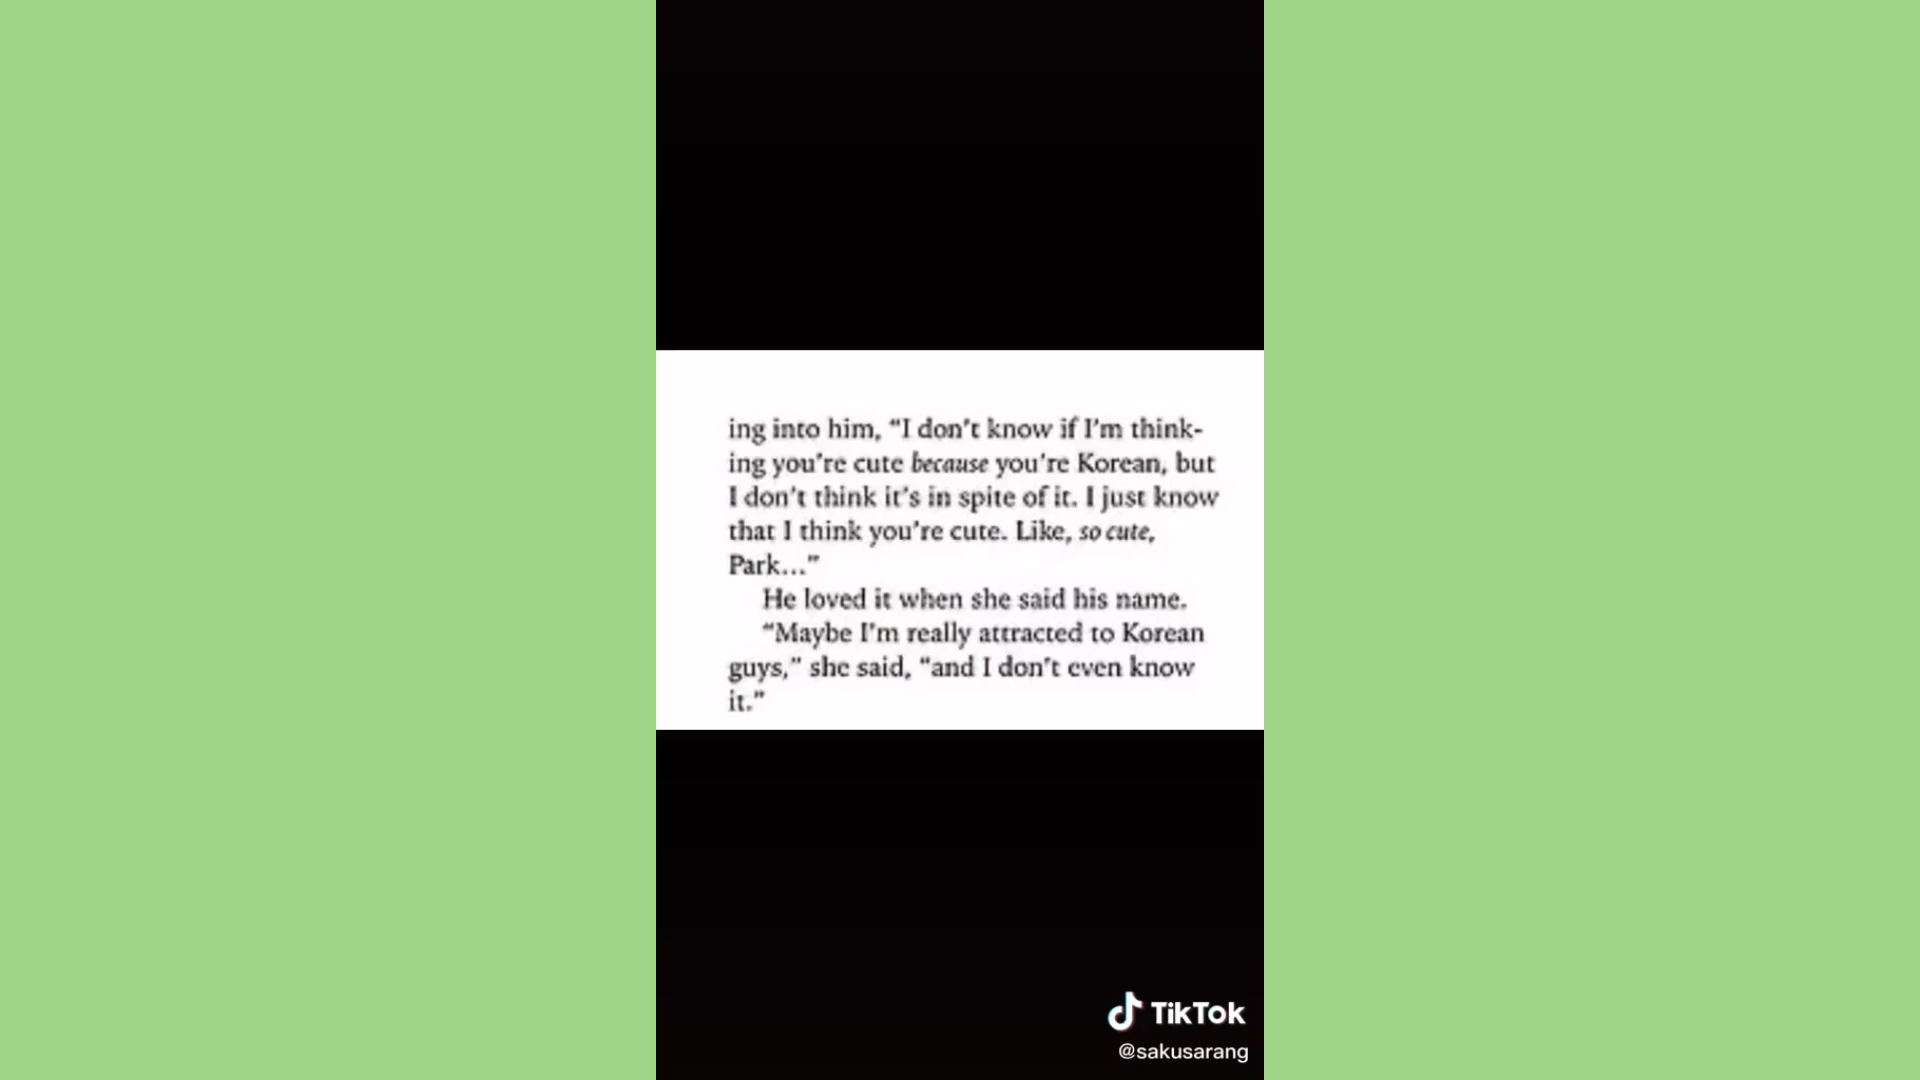 ing into him, “I don’t know if I’m think-
ing you’re cute because you’re Korean, but
I don’t think it’s in spite of it. I just know
that I think you’re cute. Like, so cute,
Park...”
He loved it when she said his name.
“Maybe I’m really attracted to Korean
guys,” she said, “and I don’t even know
it.”
TikTok
@sakusarang